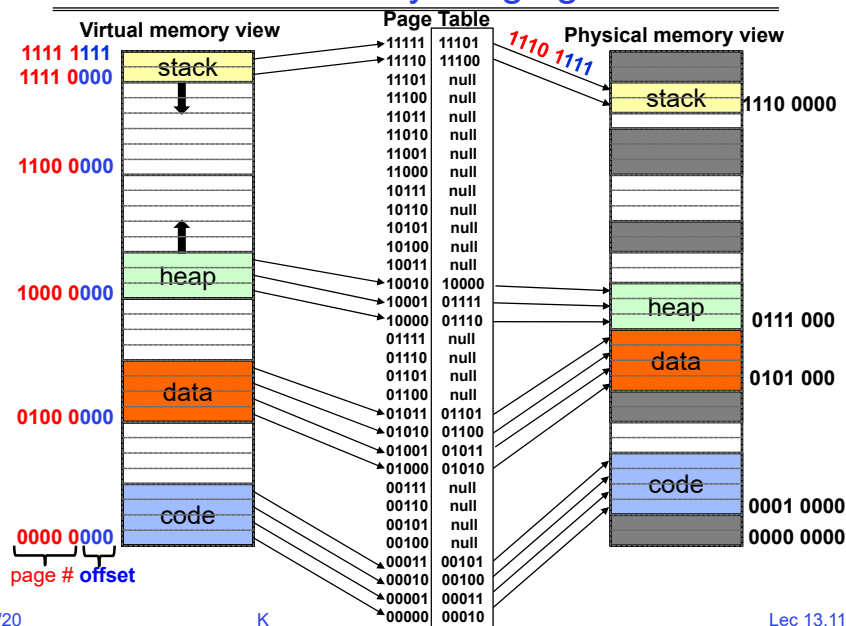 Page Table
Virtual memory view
Physical memory view
1111 1111
1111 0000
1100 0000
1000 0000
0100 0000
0000 0000
page # offset
stack
heap
data
code
11111 11101
11110 11100
11101 null
11100 null
11011 null
11010 null
11001 null
11000 null
10111 null
10110 null
10101 null
10100 null
10011 null
10010 10000
10001 01111
10000 01110
01111 null
01110 null
01101 null
01100 null
01011 01101
01010 01100
01001 01011
01000 01010
00111 null
00110 null
00101 null
00100 null
00011 00101
00010 00100
00001 00011
00000 00010
1110 1111
stack
1110 0000
heap
0111 000
data
0101 000
code
0001 0000
0000 0000
/20
K
Lec 13.11